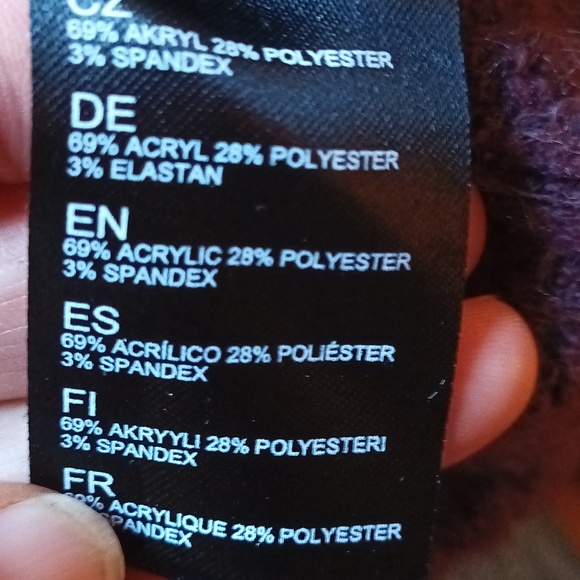 CZ
69% AKRYL 28% POLYESTER
3% SPANDEX
DE
69% ACRYL 28% POLYESTER
3% ELASTAN
EN
69% ACRYLIC 28% POLYESTER
3% SPANDEX
ES
69% ACRÍLICO 28% POLIÉSTER
3% SPANDEX
FI
69% AKRYYLI 28% POLYESTERI
3% SPANDEX
FR
69% ACRYLIQUE 28% POLYESTER
SPANDEX